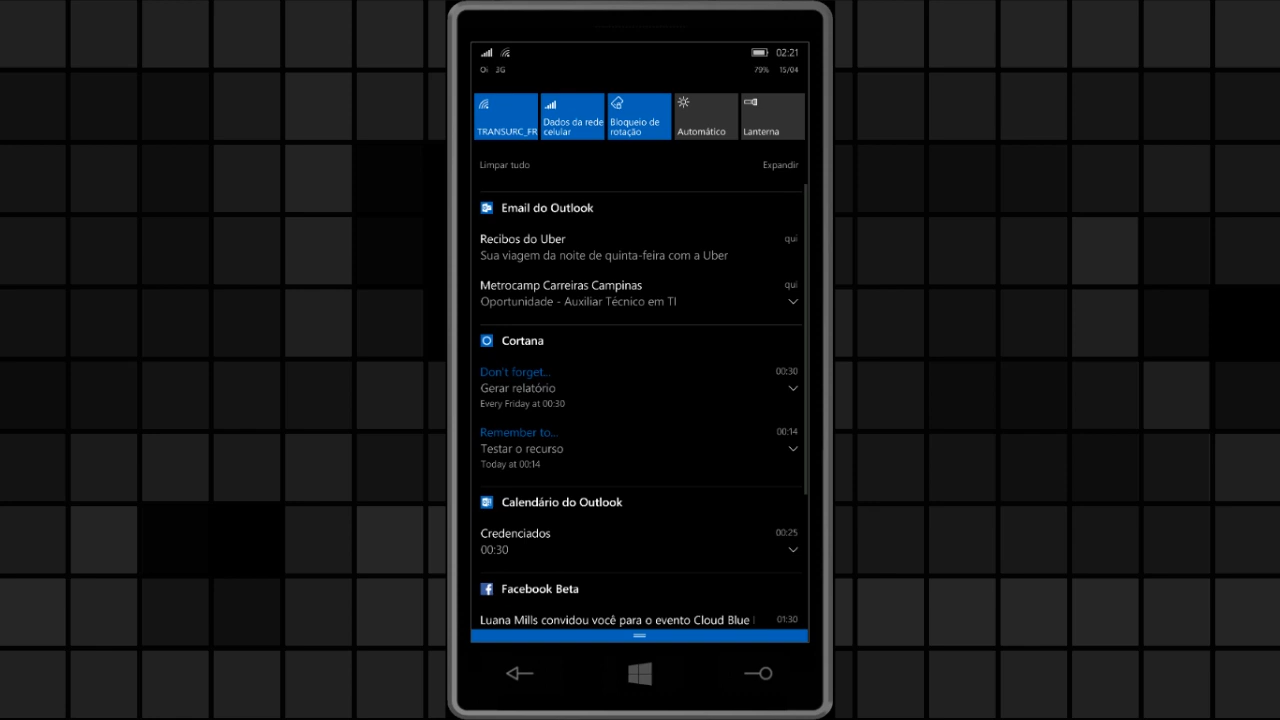 02:21
Oi 3G
79% 15/04
TRANSURC_FR
Dados da rede
celular
Bloqueio de
rotação
Automático
Lanterna
Limpar tudo Expandir
Email do Outlook
Recibos do Uber qui
Sua viagem da noite de quinta-feira com a Uber
Metrocamp Carreiras Campinas qui
Oportunidade - Auxiliar Técnico em TI
Cortana
Don't forget... 00:30
Gerar relatório
Every Friday at 00:30
Remember to... 00:14
Testar o recurso
Today at 00:14
Calendário do Outlook
Credenciados 00:25
00:30
Facebook Beta
Luana Mills convidou você para o evento Cloud Blue 01:30